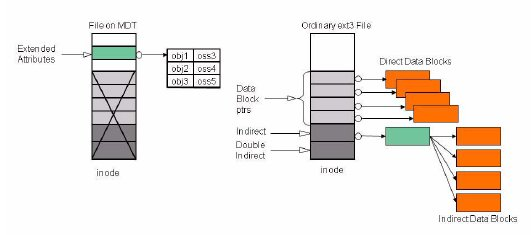 File on MDT
Extended
Attributes
obj1 oss3
obj2 oss4
obj3 oss5
inode
Ordinary ext3 File
Data
Block
ptrs
Indirect
Double
Indirect
inode
Direct Data Blocks
Indirect Data Blocks